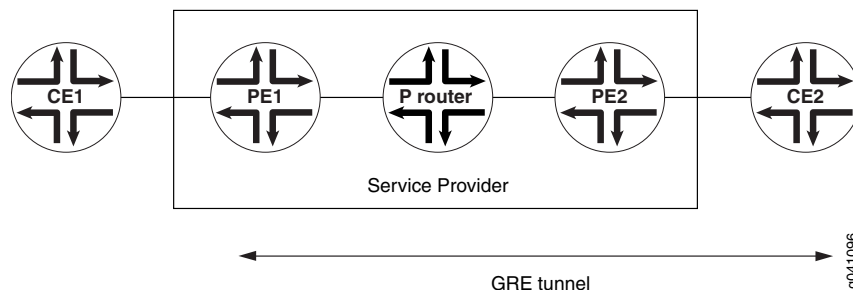 CE1
PE1
P router
PE2
CE2
Service Provider
GRE tunnel
g041096